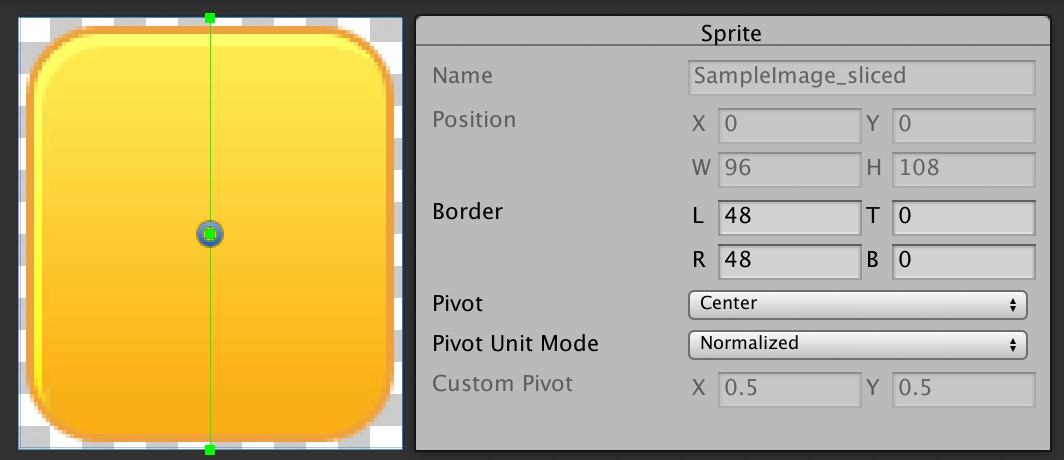 Sprite
Name SampleImage_sliced
Position X 0 Y 0
W 96 H 108
Border L 48 T 0
R 48 B 0
Pivot Center
Pivot Unit Mode Normalized
Custom Pivot X 0.5 Y 0.5